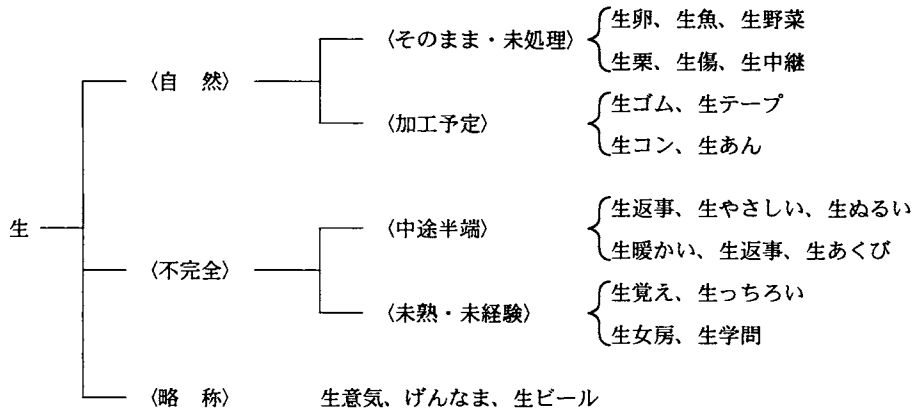 生
〈自　然〉
〈そのまま・未処理〉
生卵、生魚、生野菜
生栗、生傷、生中継
〈加工予定〉
生ゴム、生テープ
生コン、生あん
〈不完全〉
〈中途半端〉
生返事、生やさしい、生ぬるい
生暖かい、生返事、生あくび
〈未熟・未経験〉
生覚え、生っちろい
生女房、生学問
〈略　称〉
生意気、げんなま、生ビール